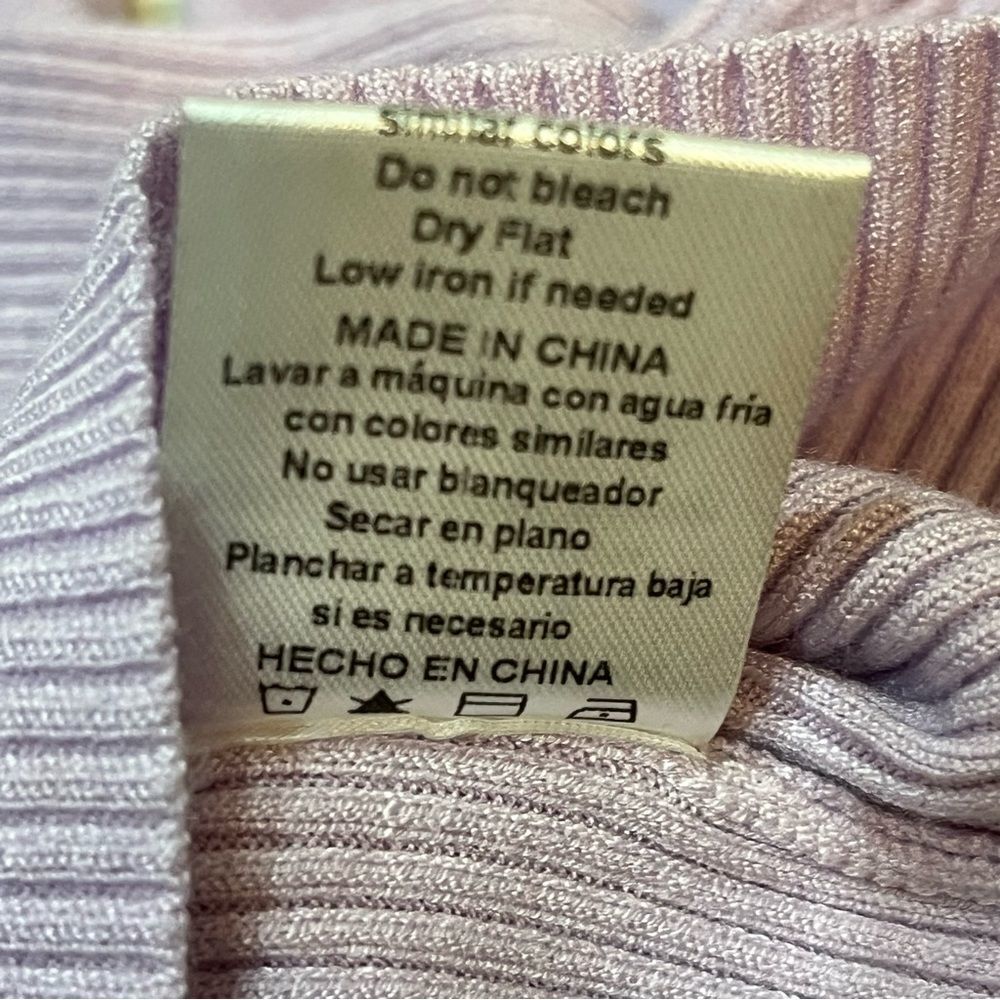 similar colors
Do not bleach
Dry Flat
Low iron if needed
MADE IN CHINA
Lavar a máquina con agua fría
con colores similares
No usar blanqueador
Secar en plano
Planchar a temperatura baja
si es necesario
HECHO EN CHINA